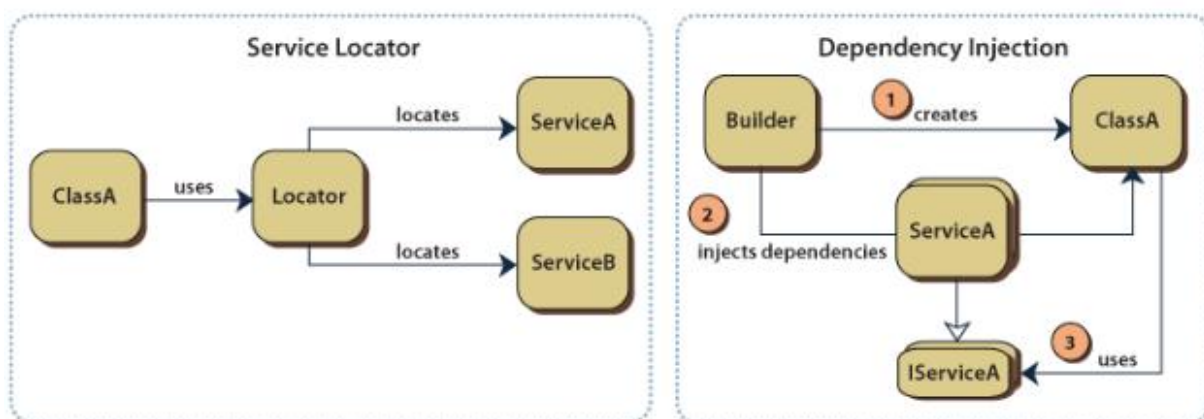 Service Locator
ClassA
uses
Locator
locates
ServiceA
locates
ServiceB
Dependency Injection
Builder
1
creates
ClassA
2
injects dependencies
ServiceA
IServiceA
3
uses